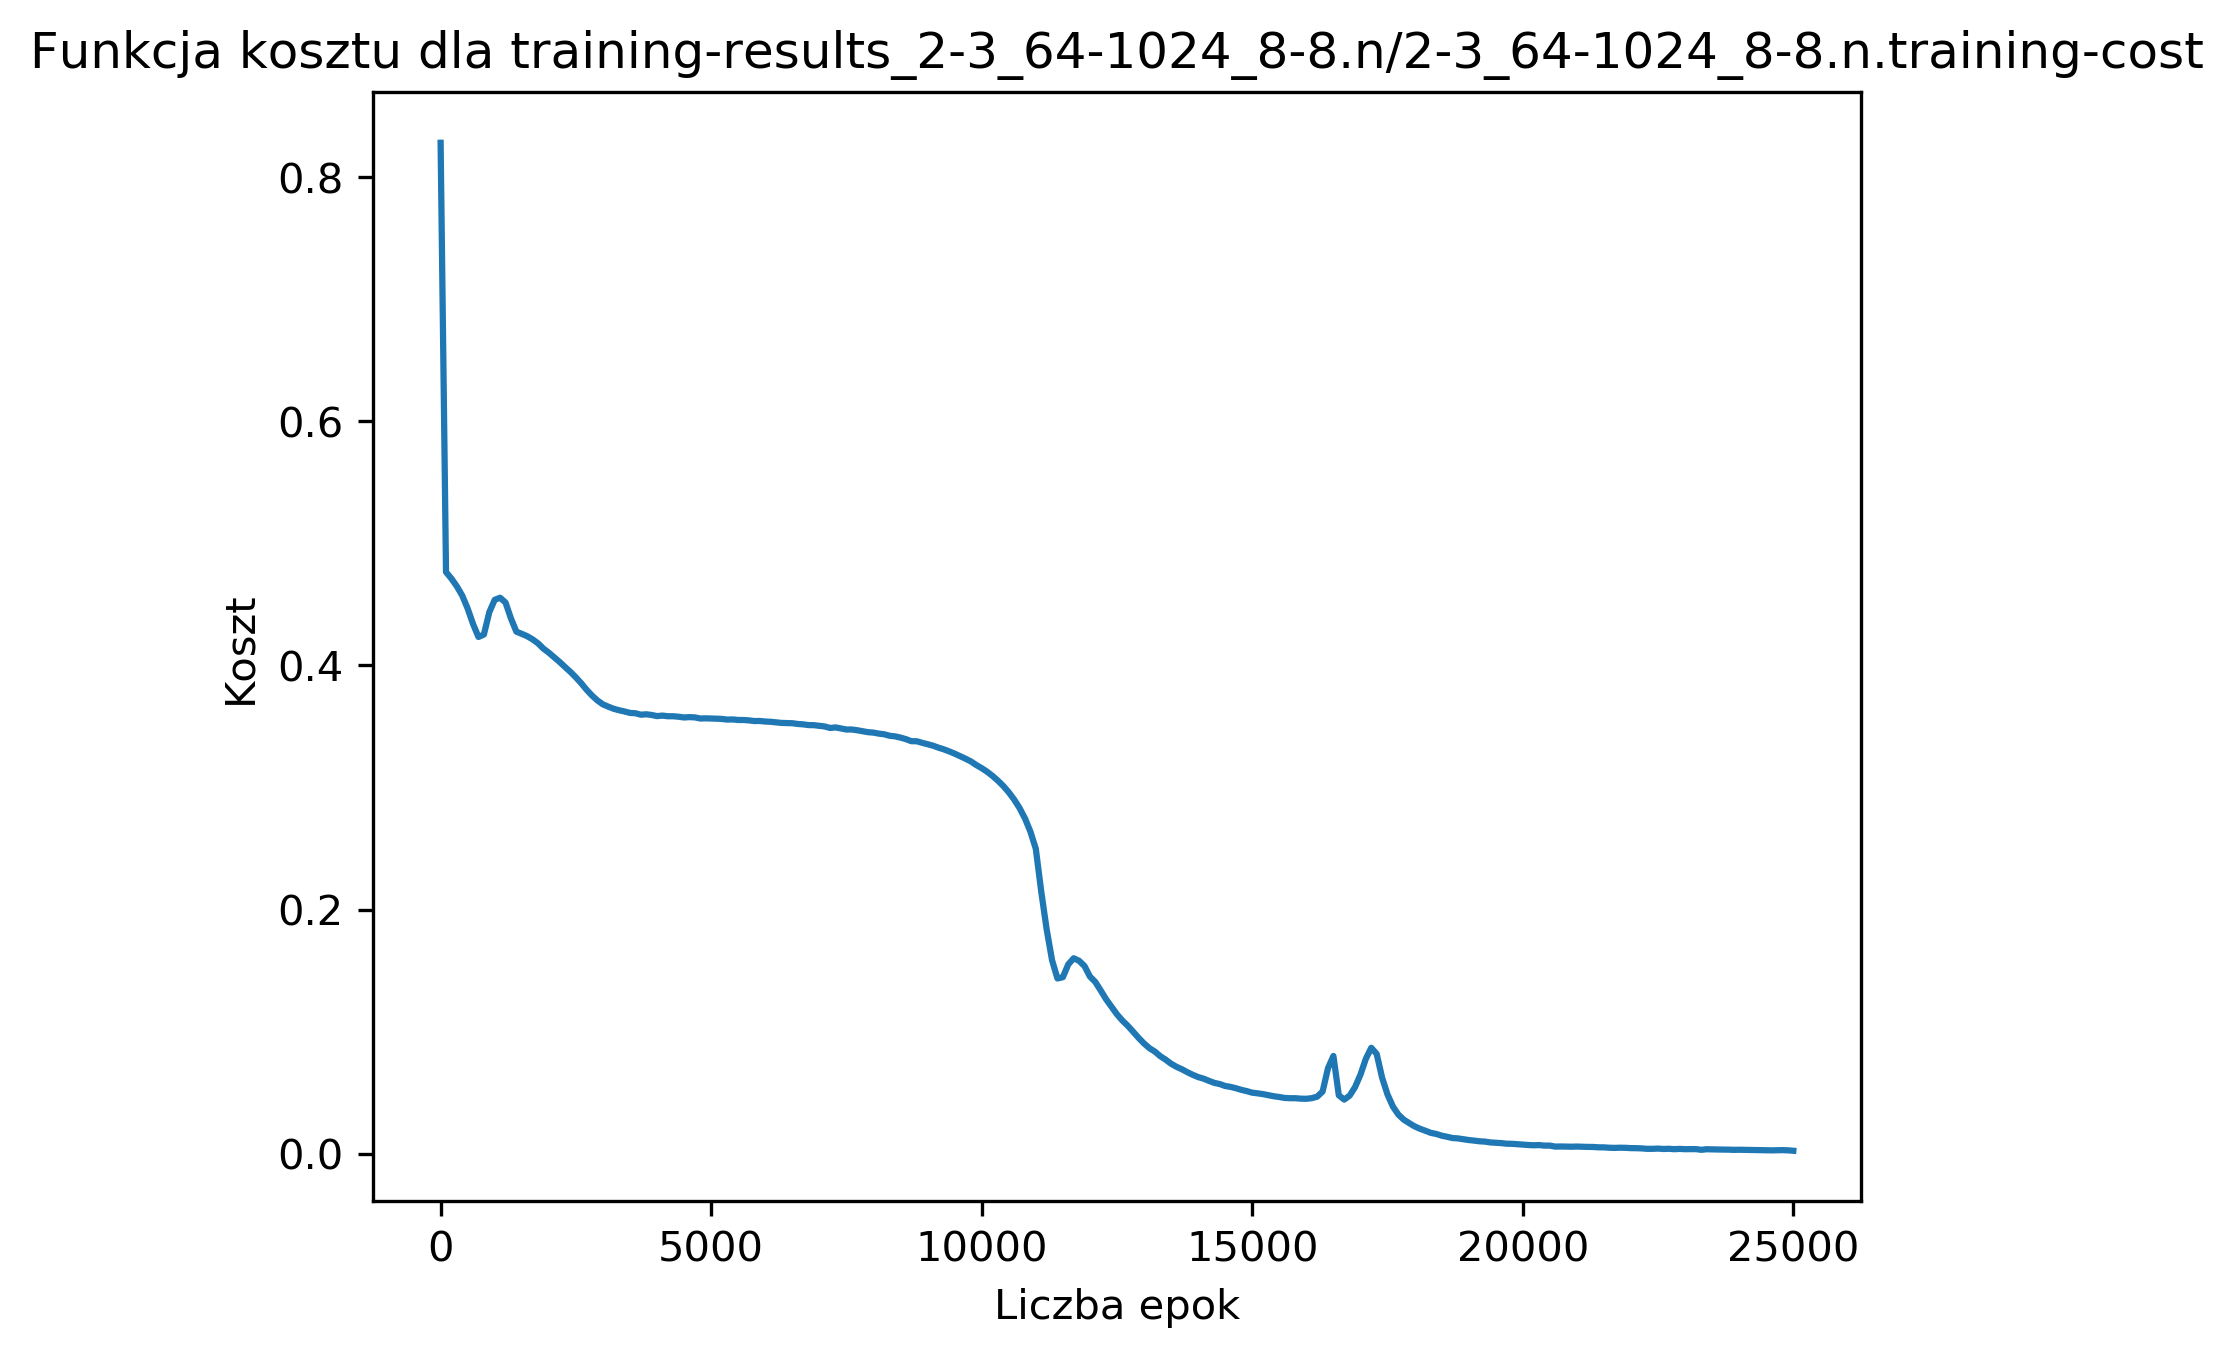 Funkcja kosztu dla training-results_2-3_64-1024_8-8.n/2-3_64-1024_8-8.n.training-cost
Koszt
0.8
0.6
0.4
0.2
0.0
0 5000 10000 15000 20000 25000
Liczba epok